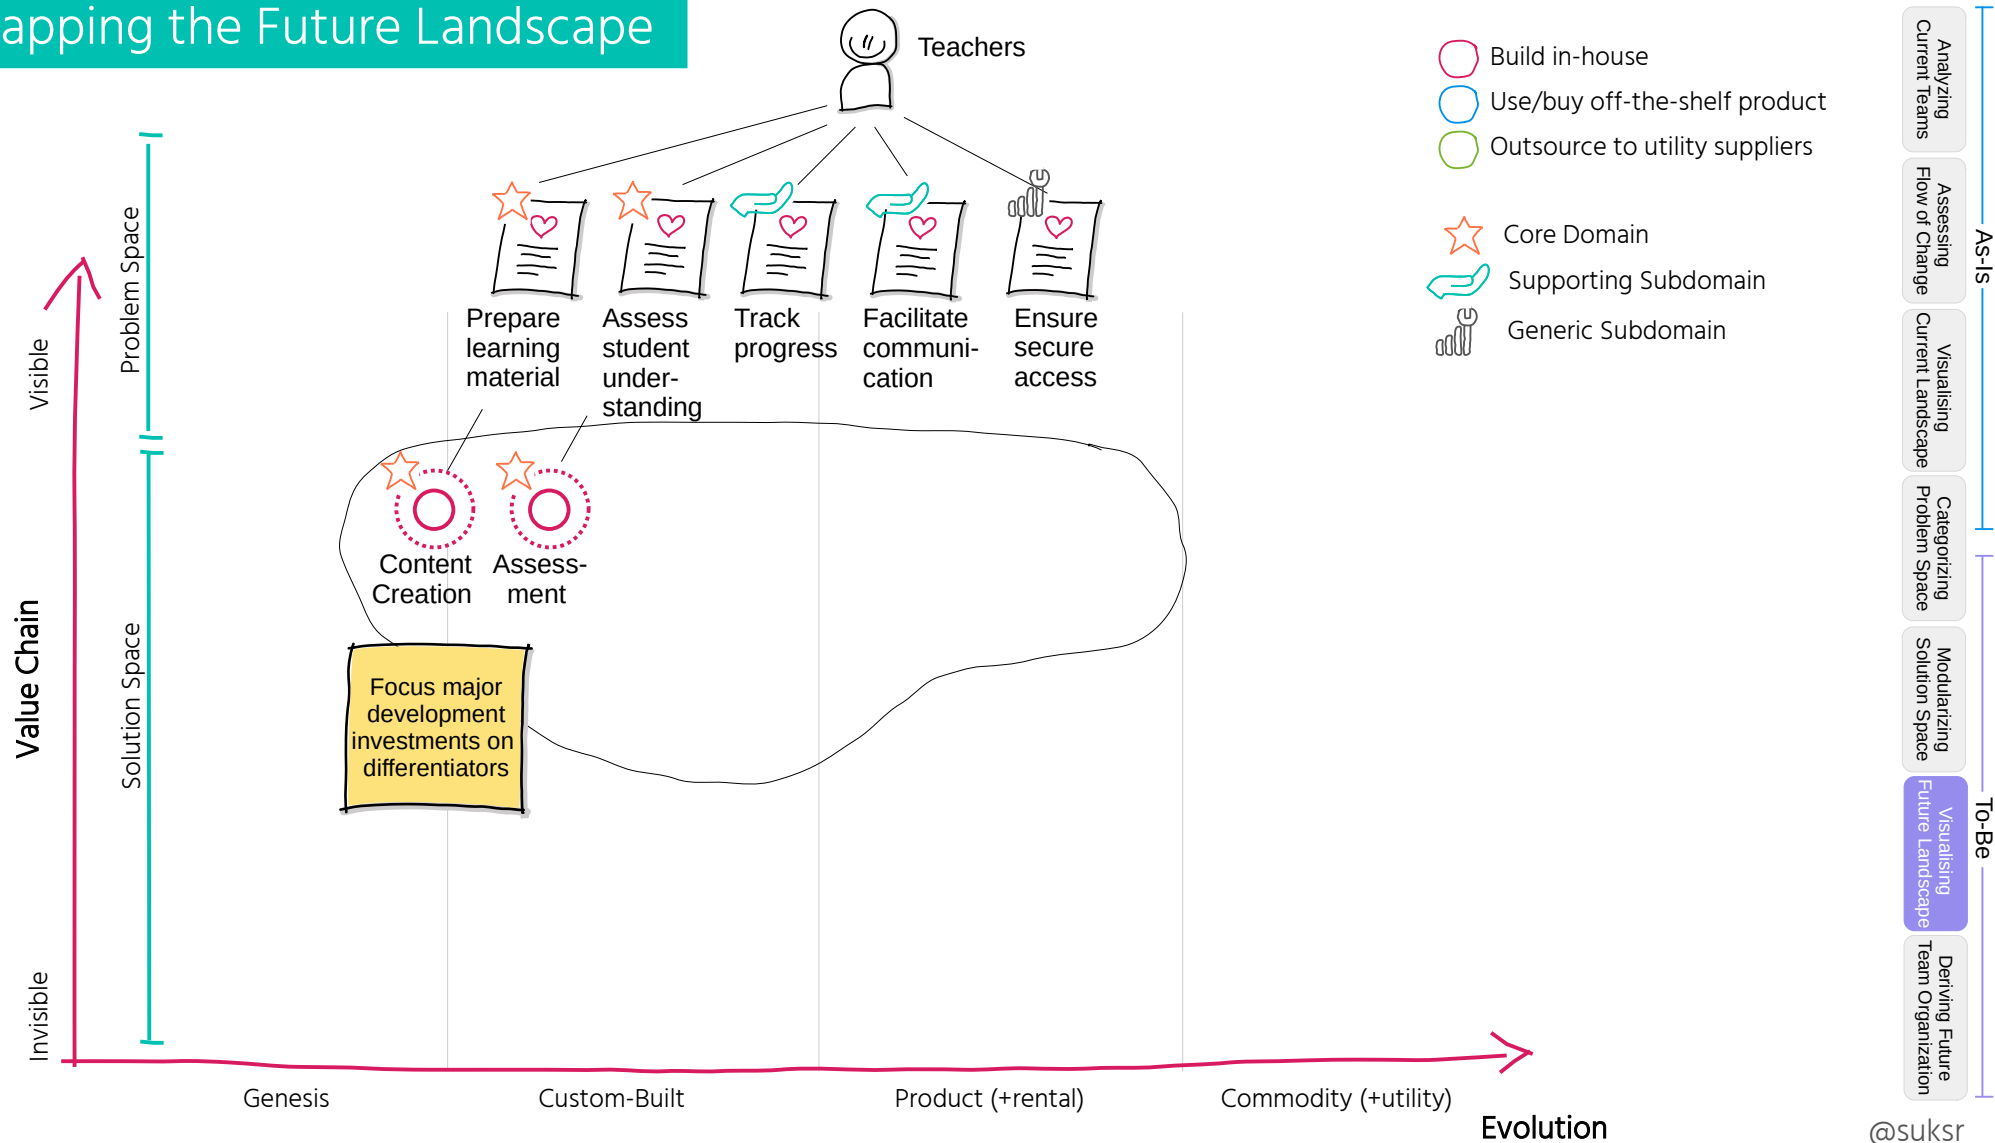 apping the Future Landscape
Teachers
Build in-house
Use/buy off-the-shelf product
Outsource to utility suppliers
Core Domain
Supporting Subdomain
Generic Subdomain
Prepare
learning
material
Assess
student
under-
standing
Track
progress
Facilitate
communi-
cation
Ensure
secure
access
Content
Creation
Assess-
ment
Focus major
development
investments on
differentiators
Value Chain
Visible
Invisible
Problem Space
Solution Space
Genesis
Custom-Built
Product (+rental)
Commodity (+utility)
Evolution
Analyzing
Current Teams
Assessing
Flow of Change
Visualising
Current Landscape
Categorizing
Problem Space
Modularizing
Solution Space
Visualising
Future Landscape
Deriving Future
Team Organization
As-Is
To-Be
@suksr